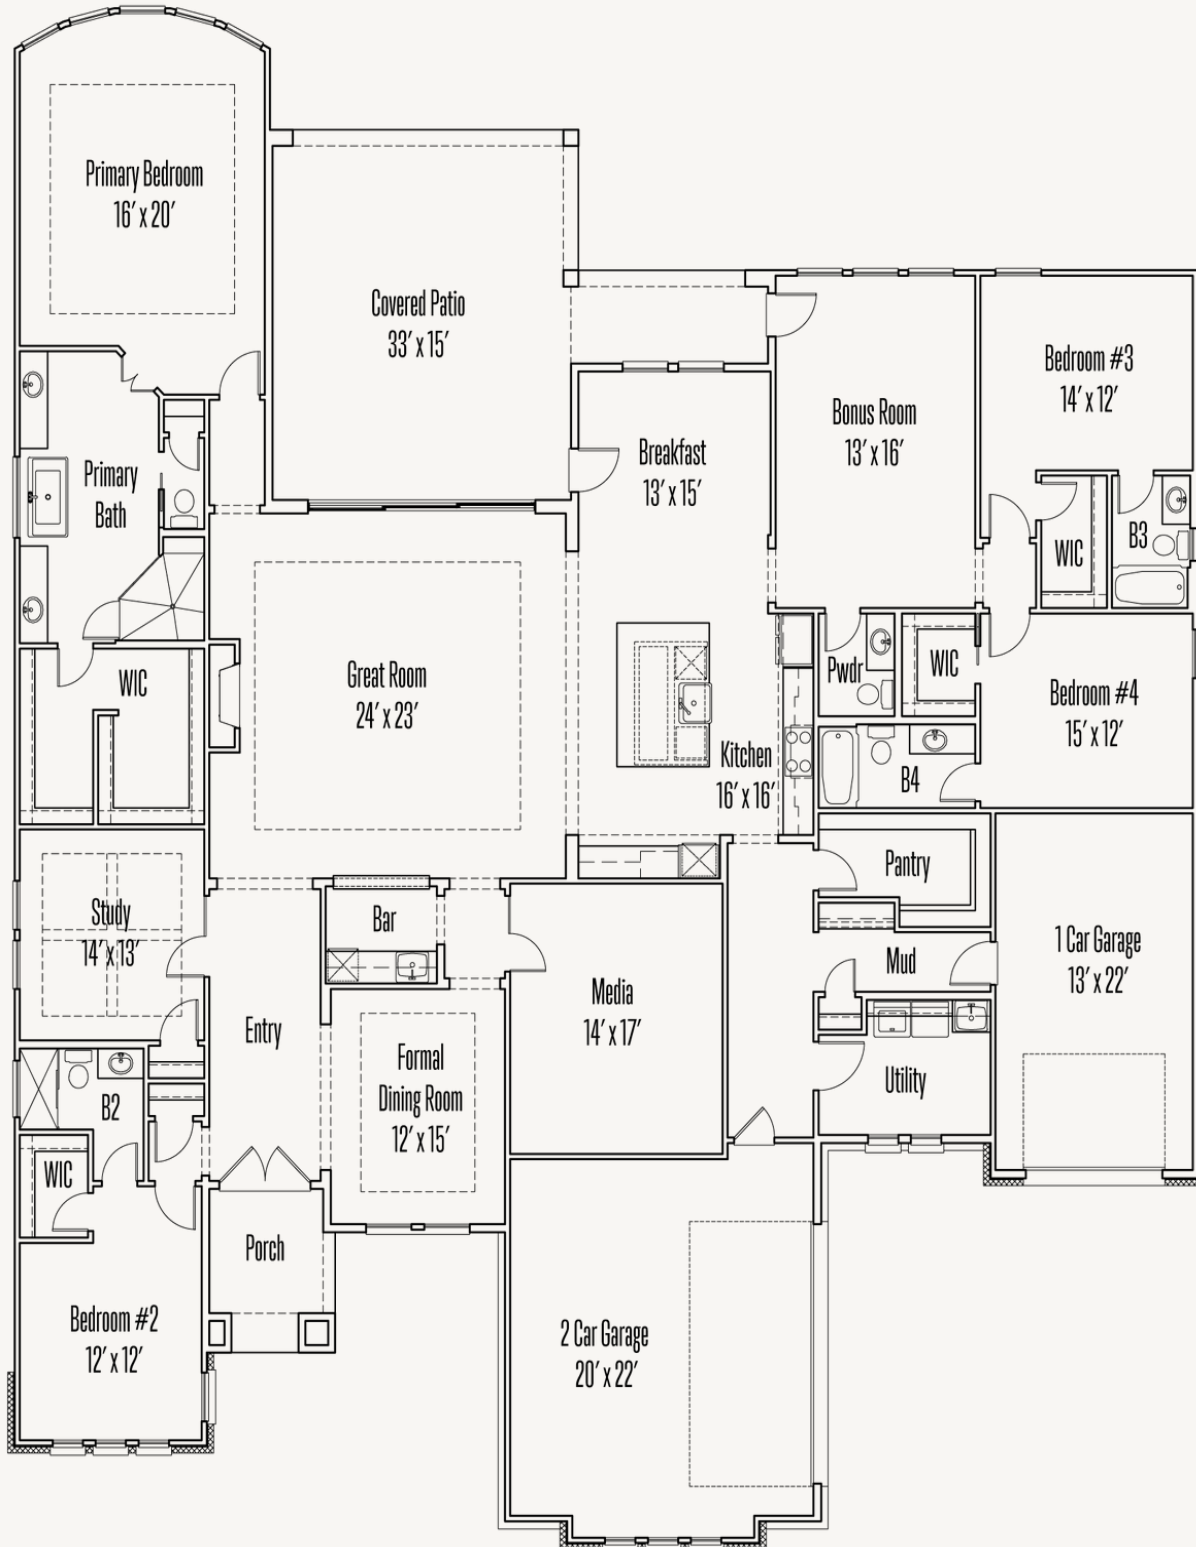 Primary Bedroom
16' x 20'
Covered Patio
33' x 15'
Bedroom #3
14' x 12'
Bonus Room
13' x 16'
Breakfast
13' x 15'
Primary
Bath
WIC
B3
Great Room
24' x 23'
WIC
Pwdr
WIC
Bedroom #4
15' x 12'
Kitchen
16' x 16'
B4
Pantry
Study
14' x 13'
Bar
1 Car Garage
13' x 22'
Mud
Media
14' x 17'
Entry
Formal
Dining Room
12' x 15'
Utility
B2
WIC
Porch
Bedroom #2
12' x 12'
2 Car Garage
20' x 22'